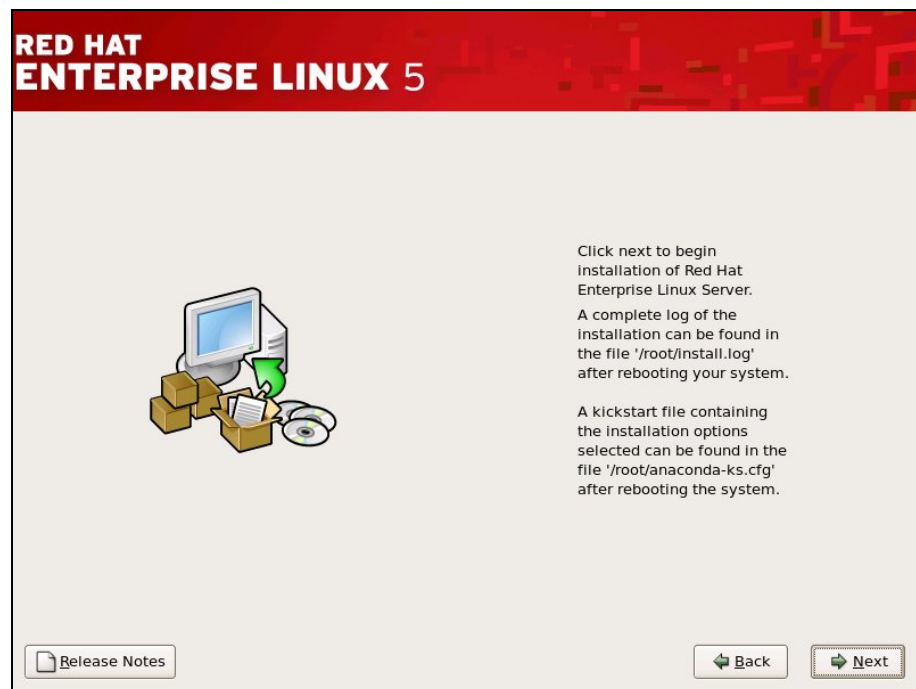 RED HAT
ENTERPRISE LINUX 5
Click next to begin
installation of Red Hat
Enterprise Linux Server.
A complete log of the
installation can be found in
the file '/root/install.log'
after rebooting your system.
A kickstart file containing
the installation options
selected can be found in the
file '/root/anaconda-ks.cfg'
after rebooting the system.
Release Notes
Back
Next